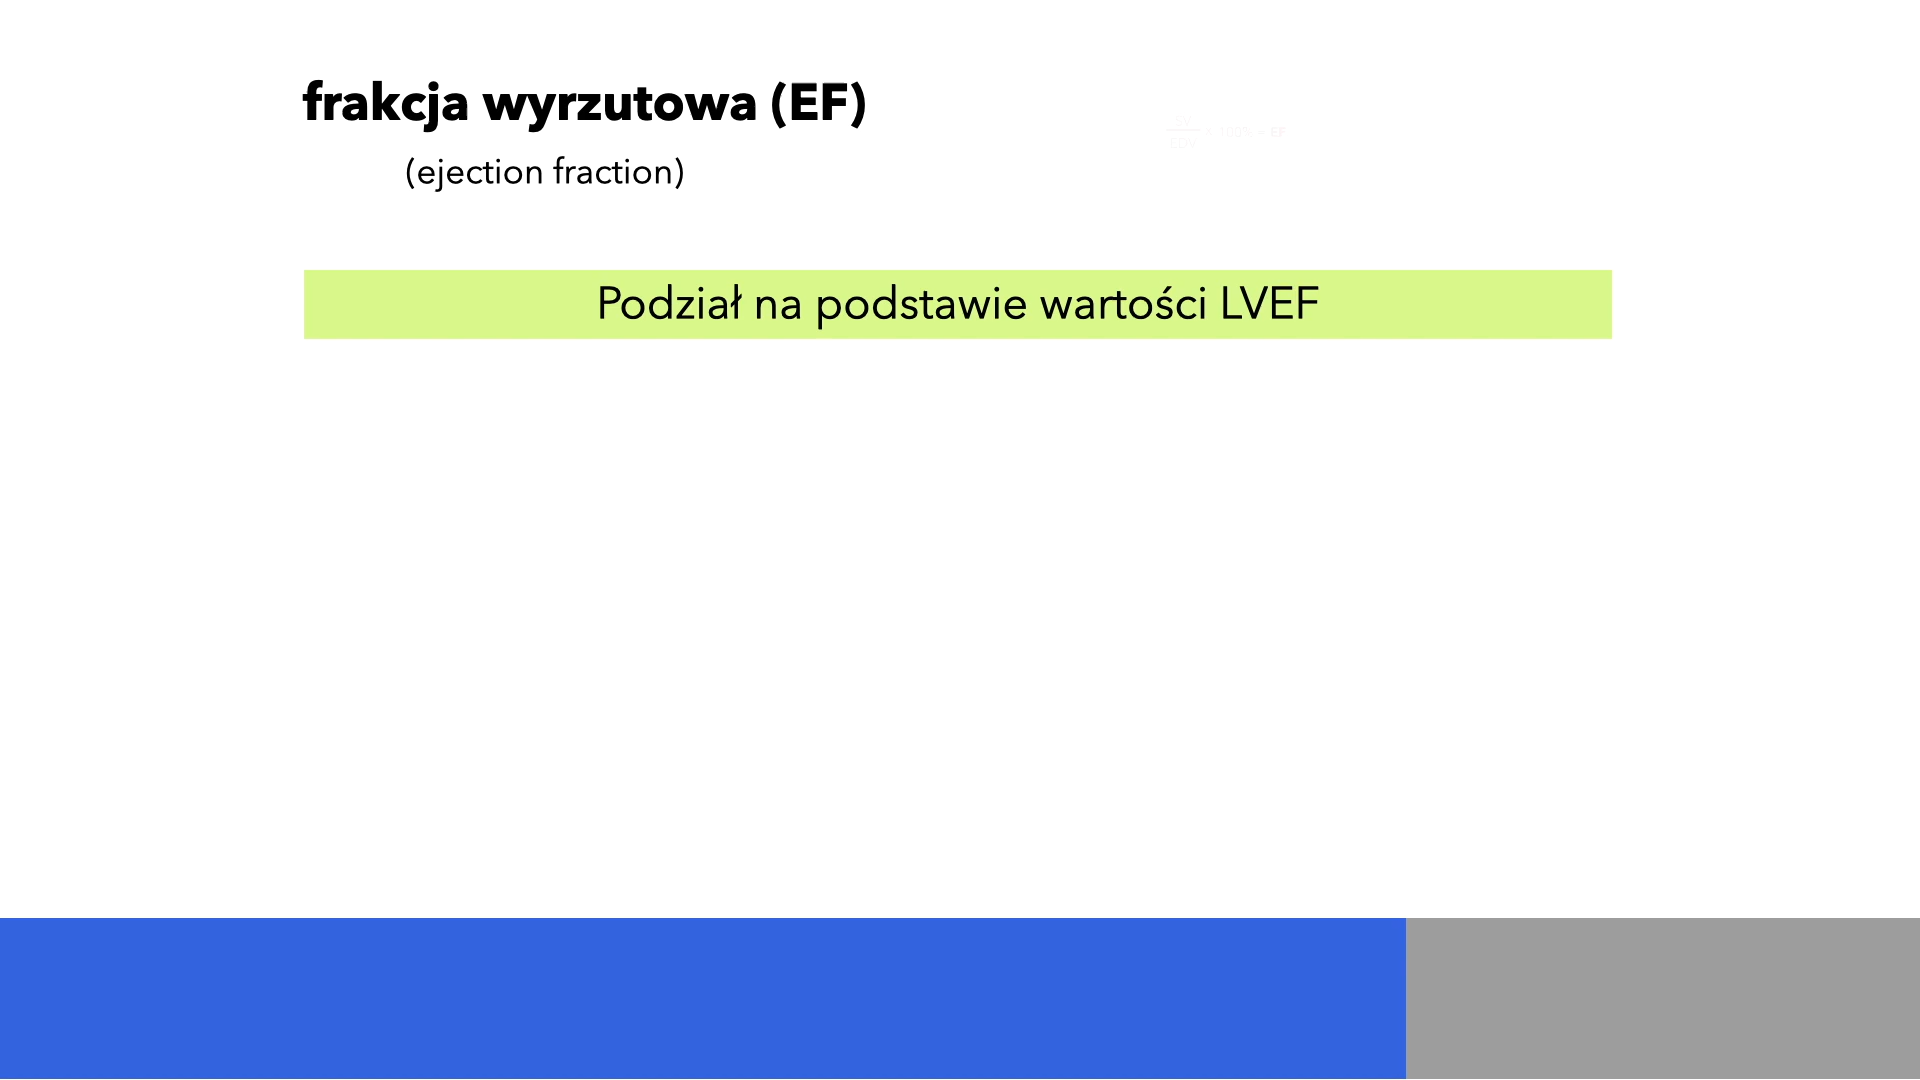 frakcja wyrzutowa (EF)
(ejection fraction)
Podział na podstawie wartości LVEF